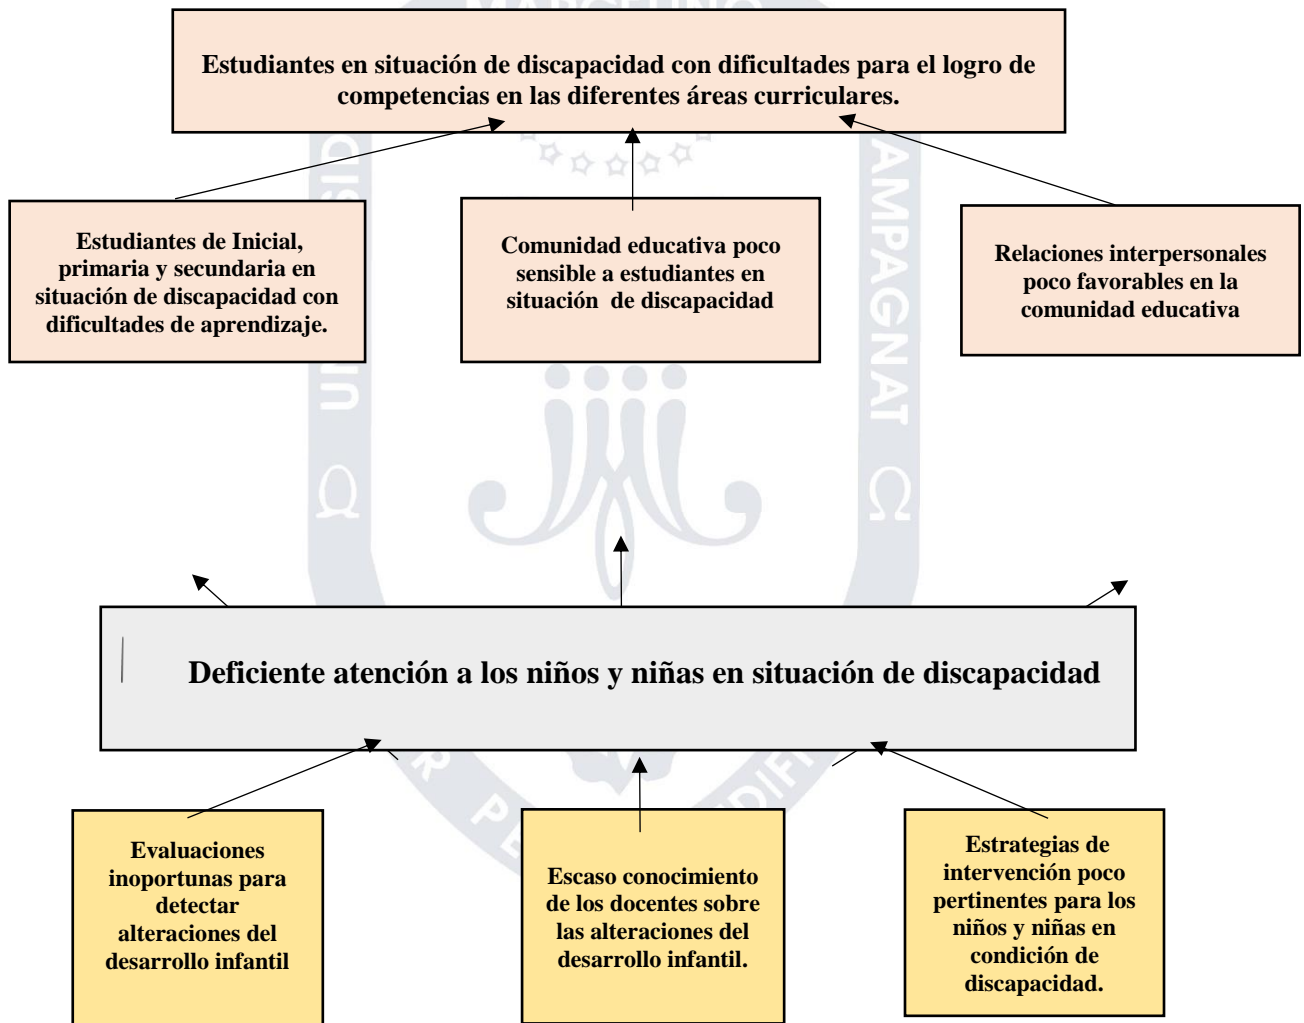 MARCELINO
Estudiantes en situación de discapacidad con dificultades para el logro de
competencias en las diferentes áreas curriculares.
Estudiantes de Inicial,
primaria y secundaria en
situación de discapacidad con
dificultades de aprendizaje.
Comunidad educativa poco
sensible a estudiantes en
situación de discapacidad
Relaciones interpersonales
poco favorables en la
comunidad educativa
AMPAGNAT
Deficiente atención a los niños y niñas en situación de discapacidad
Evaluaciones
inoportunas para
detectar
alteraciones del
desarrollo infantil
Escaso conocimiento
de los docentes sobre
las alteraciones del
desarrollo infantil.
Estrategias de
intervención poco
pertinentes para los
niños y niñas en
condición de
discapacidad.